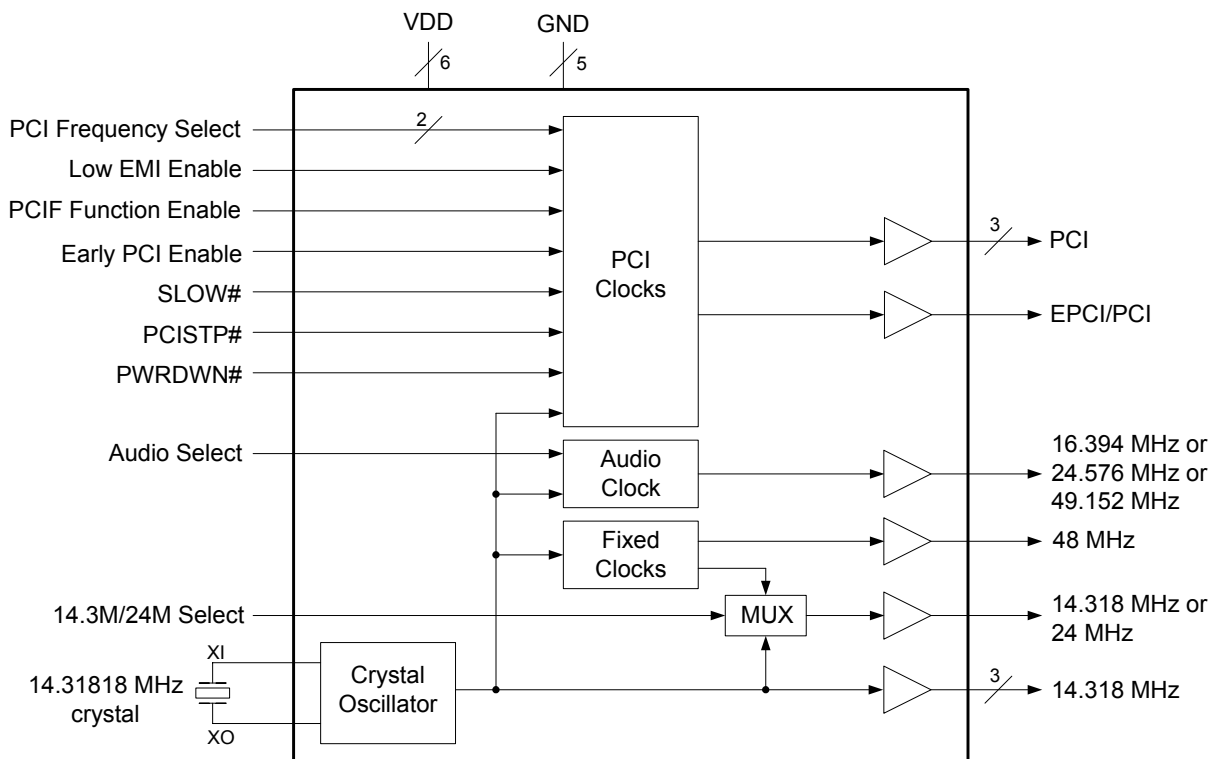 VDD
GND
6
5
PCI Frequency Select
2
Low EMI Enable
PCIF Function Enable
Early PCI Enable
SLOW#
PCISTP#
PWRDWN#
PCI
Clocks
3
PCI
EPCI/PCI
Audio Select
Audio
Clock
16.394 MHz or
24.576 MHz or
49.152 MHz
Fixed
Clocks
48 MHz
14.3M/24M Select
MUX
14.318 MHz or
24 MHz
XI
14.31818 MHz
crystal
XO
Crystal
Oscillator
3
14.318 MHz